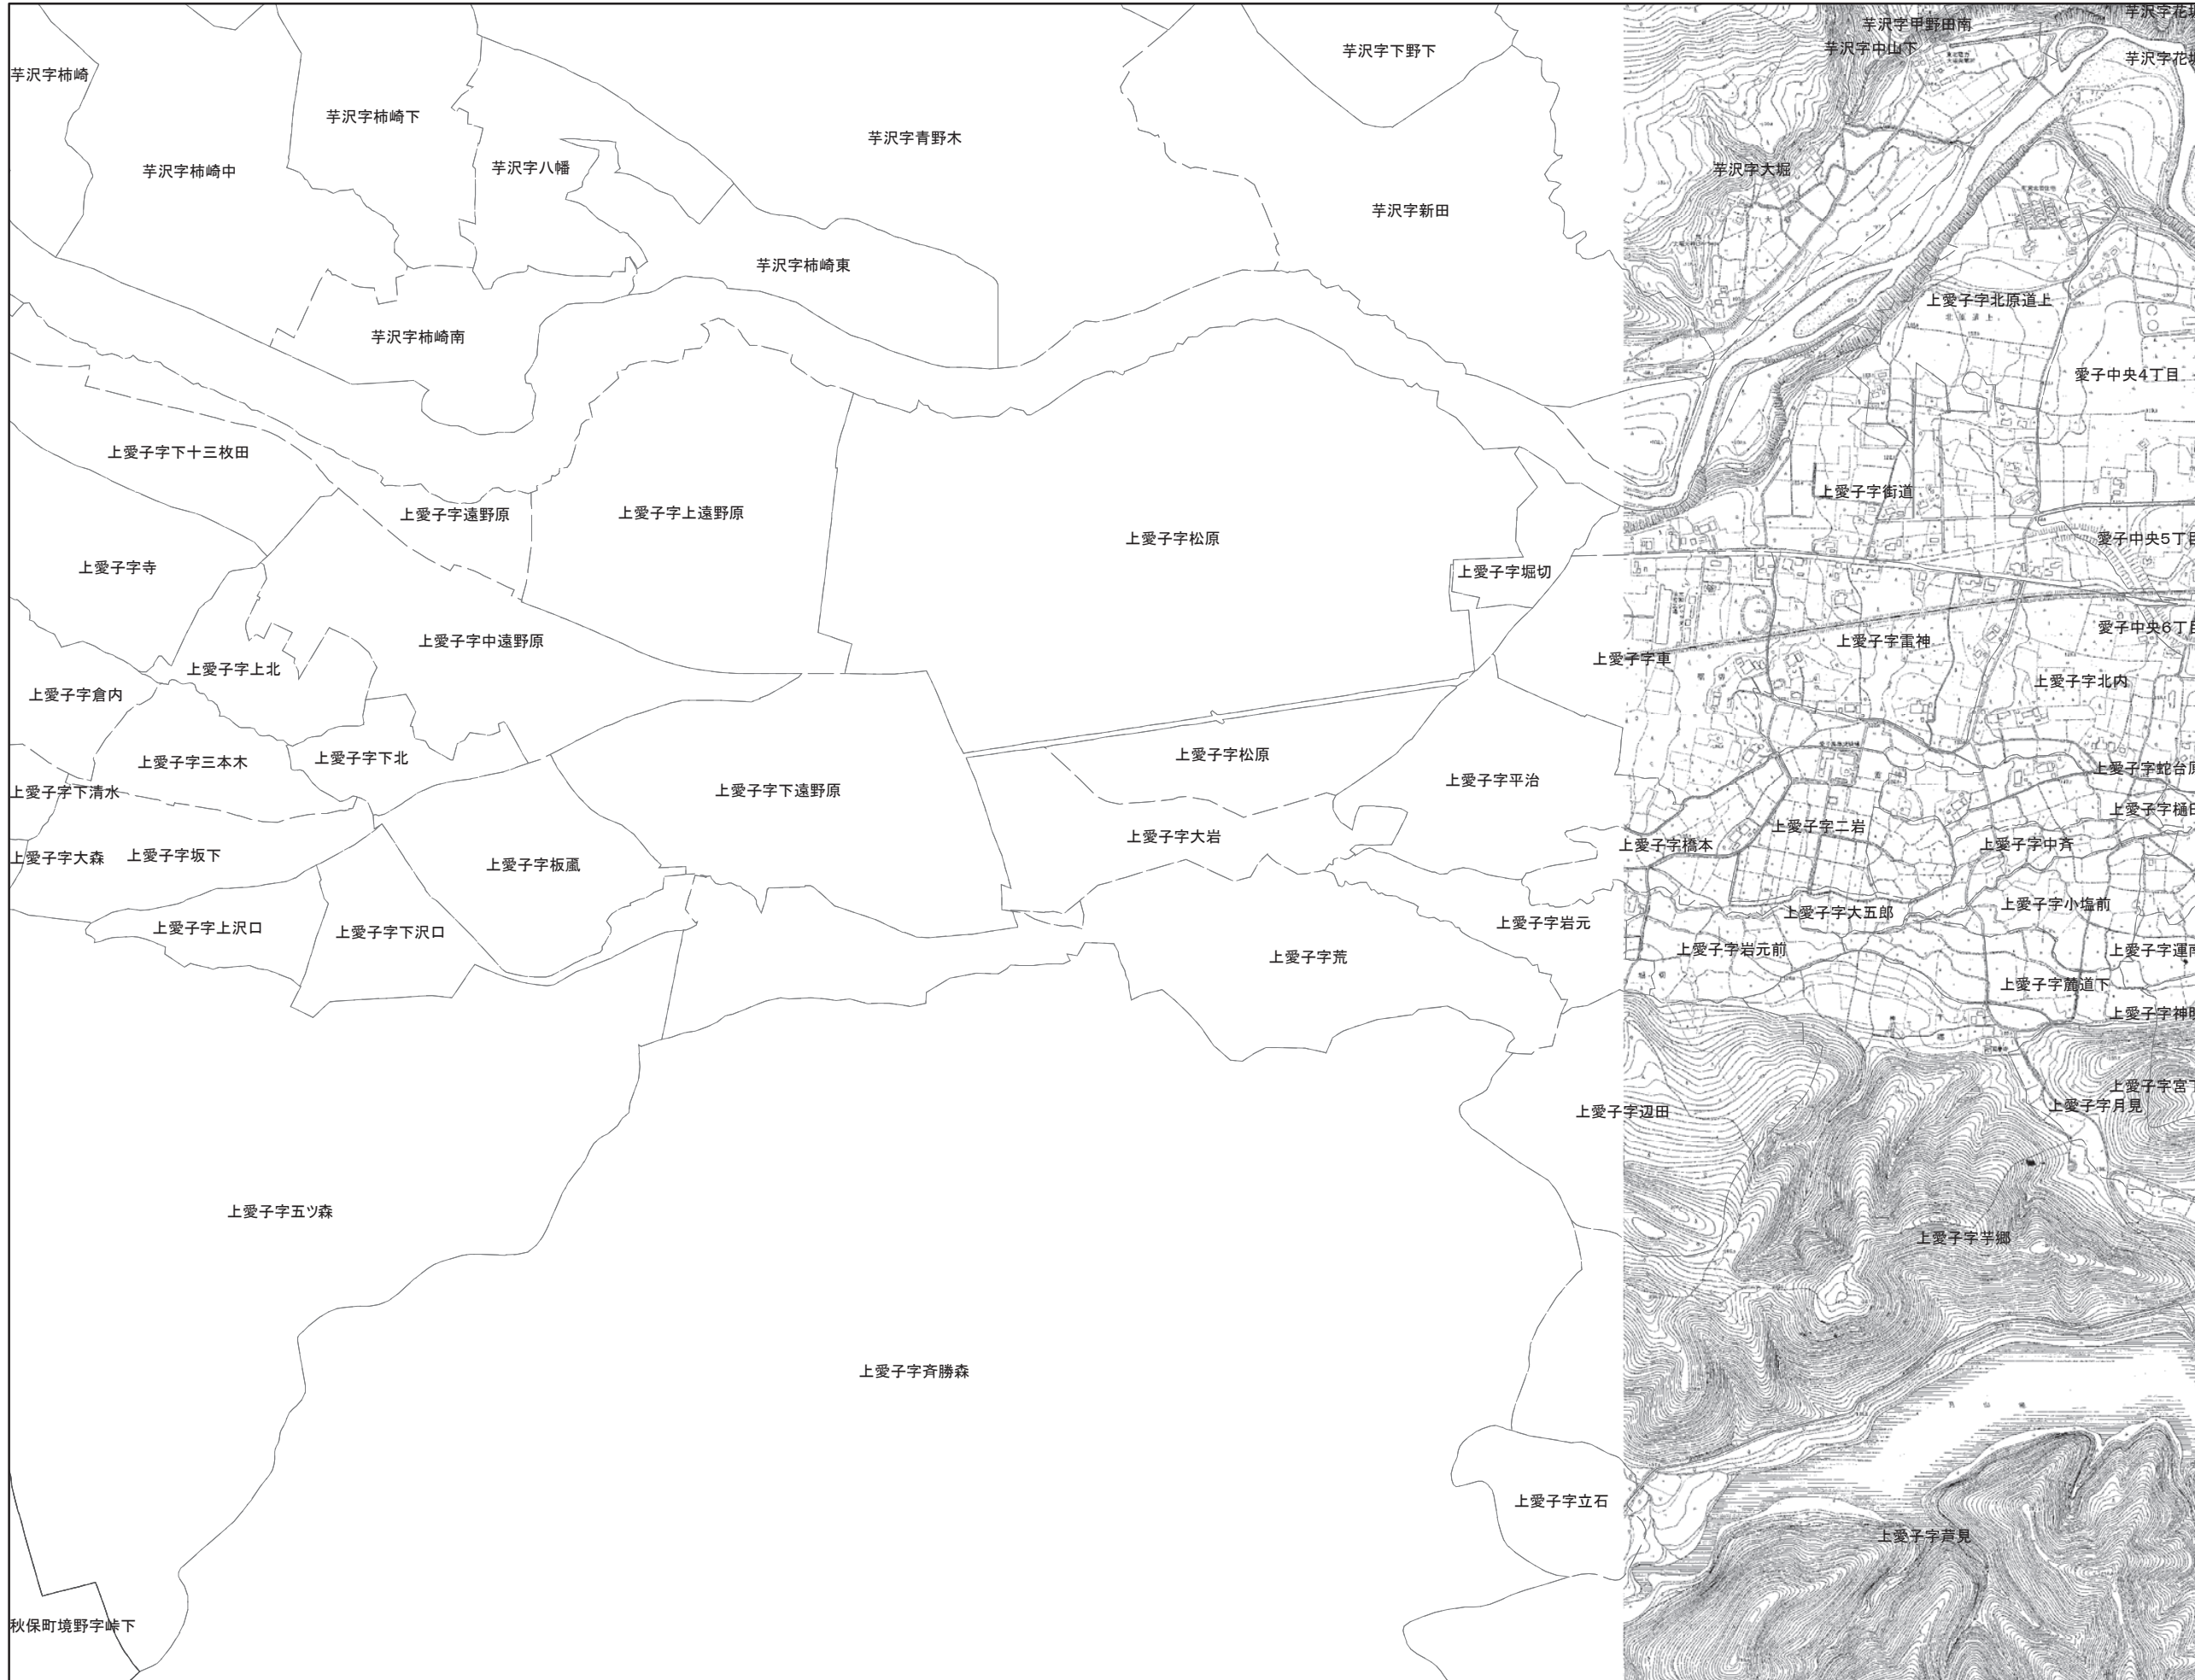 芋沢字花坂
芋沢字甲野田南
芋沢字中山下
芋沢字下野下
芋沢字柿崎
芋沢字柿崎下
芋沢字青野木
芋沢字八幡
芋沢字柿崎中
芋沢字大堀
芋沢字新田
芋沢字柿崎東
上愛子字北原道上
芋沢字柿崎南
愛子中央4丁目
上愛子字下十三枚田
上愛子字街道
上愛子字遠野原
上愛子字上遠野原
上愛子字松原
愛子中央5丁目
上愛子字寺
上愛子字堀切
愛子中央6丁目
上愛子字中遠野原
上愛子字雷神
上愛子字車
上愛子字上北
上愛子字北内
上愛子字倉内
上愛子字松原
上愛子字下北
上愛子字三本木
上愛子字蛇台原
上愛子字平治
上愛子字下遠野原
上愛子字下清水
上愛子字二岩
上愛子字大岩
上愛子字橋本
上愛子字中斉
上愛子字大森
上愛子字坂下
上愛子字板颪
上愛子字小塩前
上愛子字大五郎
上愛子字岩元
上愛子字上沢口
上愛子字下沢口
上愛子字岩元前
上愛子字荒
上愛子字麓道下
上愛子字月見
上愛子字辺田
上愛子字五ツ森
上愛子字芋郷
上愛子字斉勝森
上愛子字立石
上愛子字芦見
秋保町境野字峠下